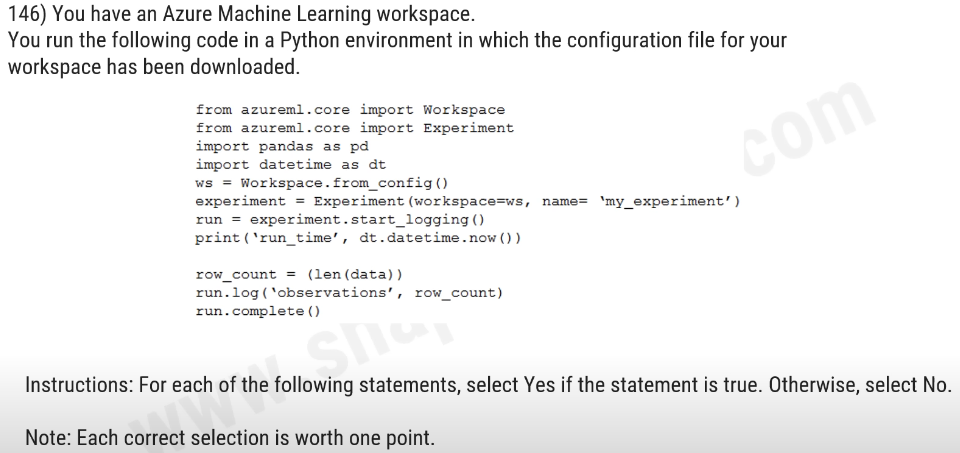 146) You have an Azure Machine Learning workspace.
You run the following code in a Python environment in which the configuration file for your
workspace has been downloaded.
from azureml.core import Workspace
from azureml.core import Experiment
import pandas as pd
import datetime as dt
ws = Workspace.from_config()
experiment = Experiment(workspace=ws, name= ‘my_experiment’)
run = experiment.start_logging()
print(‘run_time’, dt.datetime.now())
row_count = (len(data))
run.log(‘observations’, row_count)
run.complete()
Instructions: For each of the following statements, select Yes if the statement is true. Otherwise, select No.
Note: Each correct selection is worth one point.
com
www.